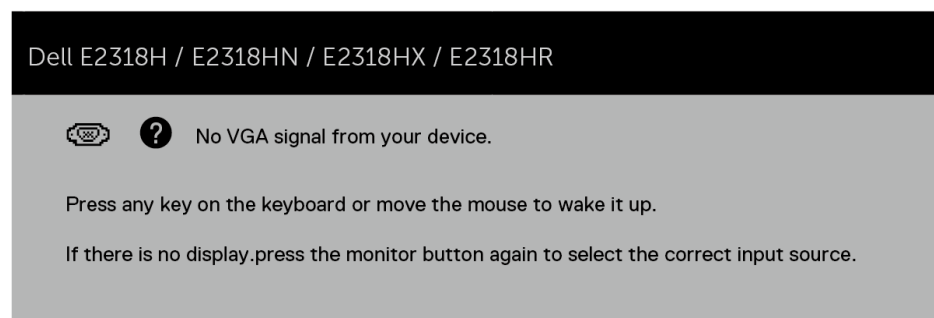 Dell E2318H / E2318HN / E2318HX / E2318HR
? No VGA signal from your device.
Press any key on the keyboard or move the mouse to wake it up.
If there is no display.press the monitor button again to select the correct input source.